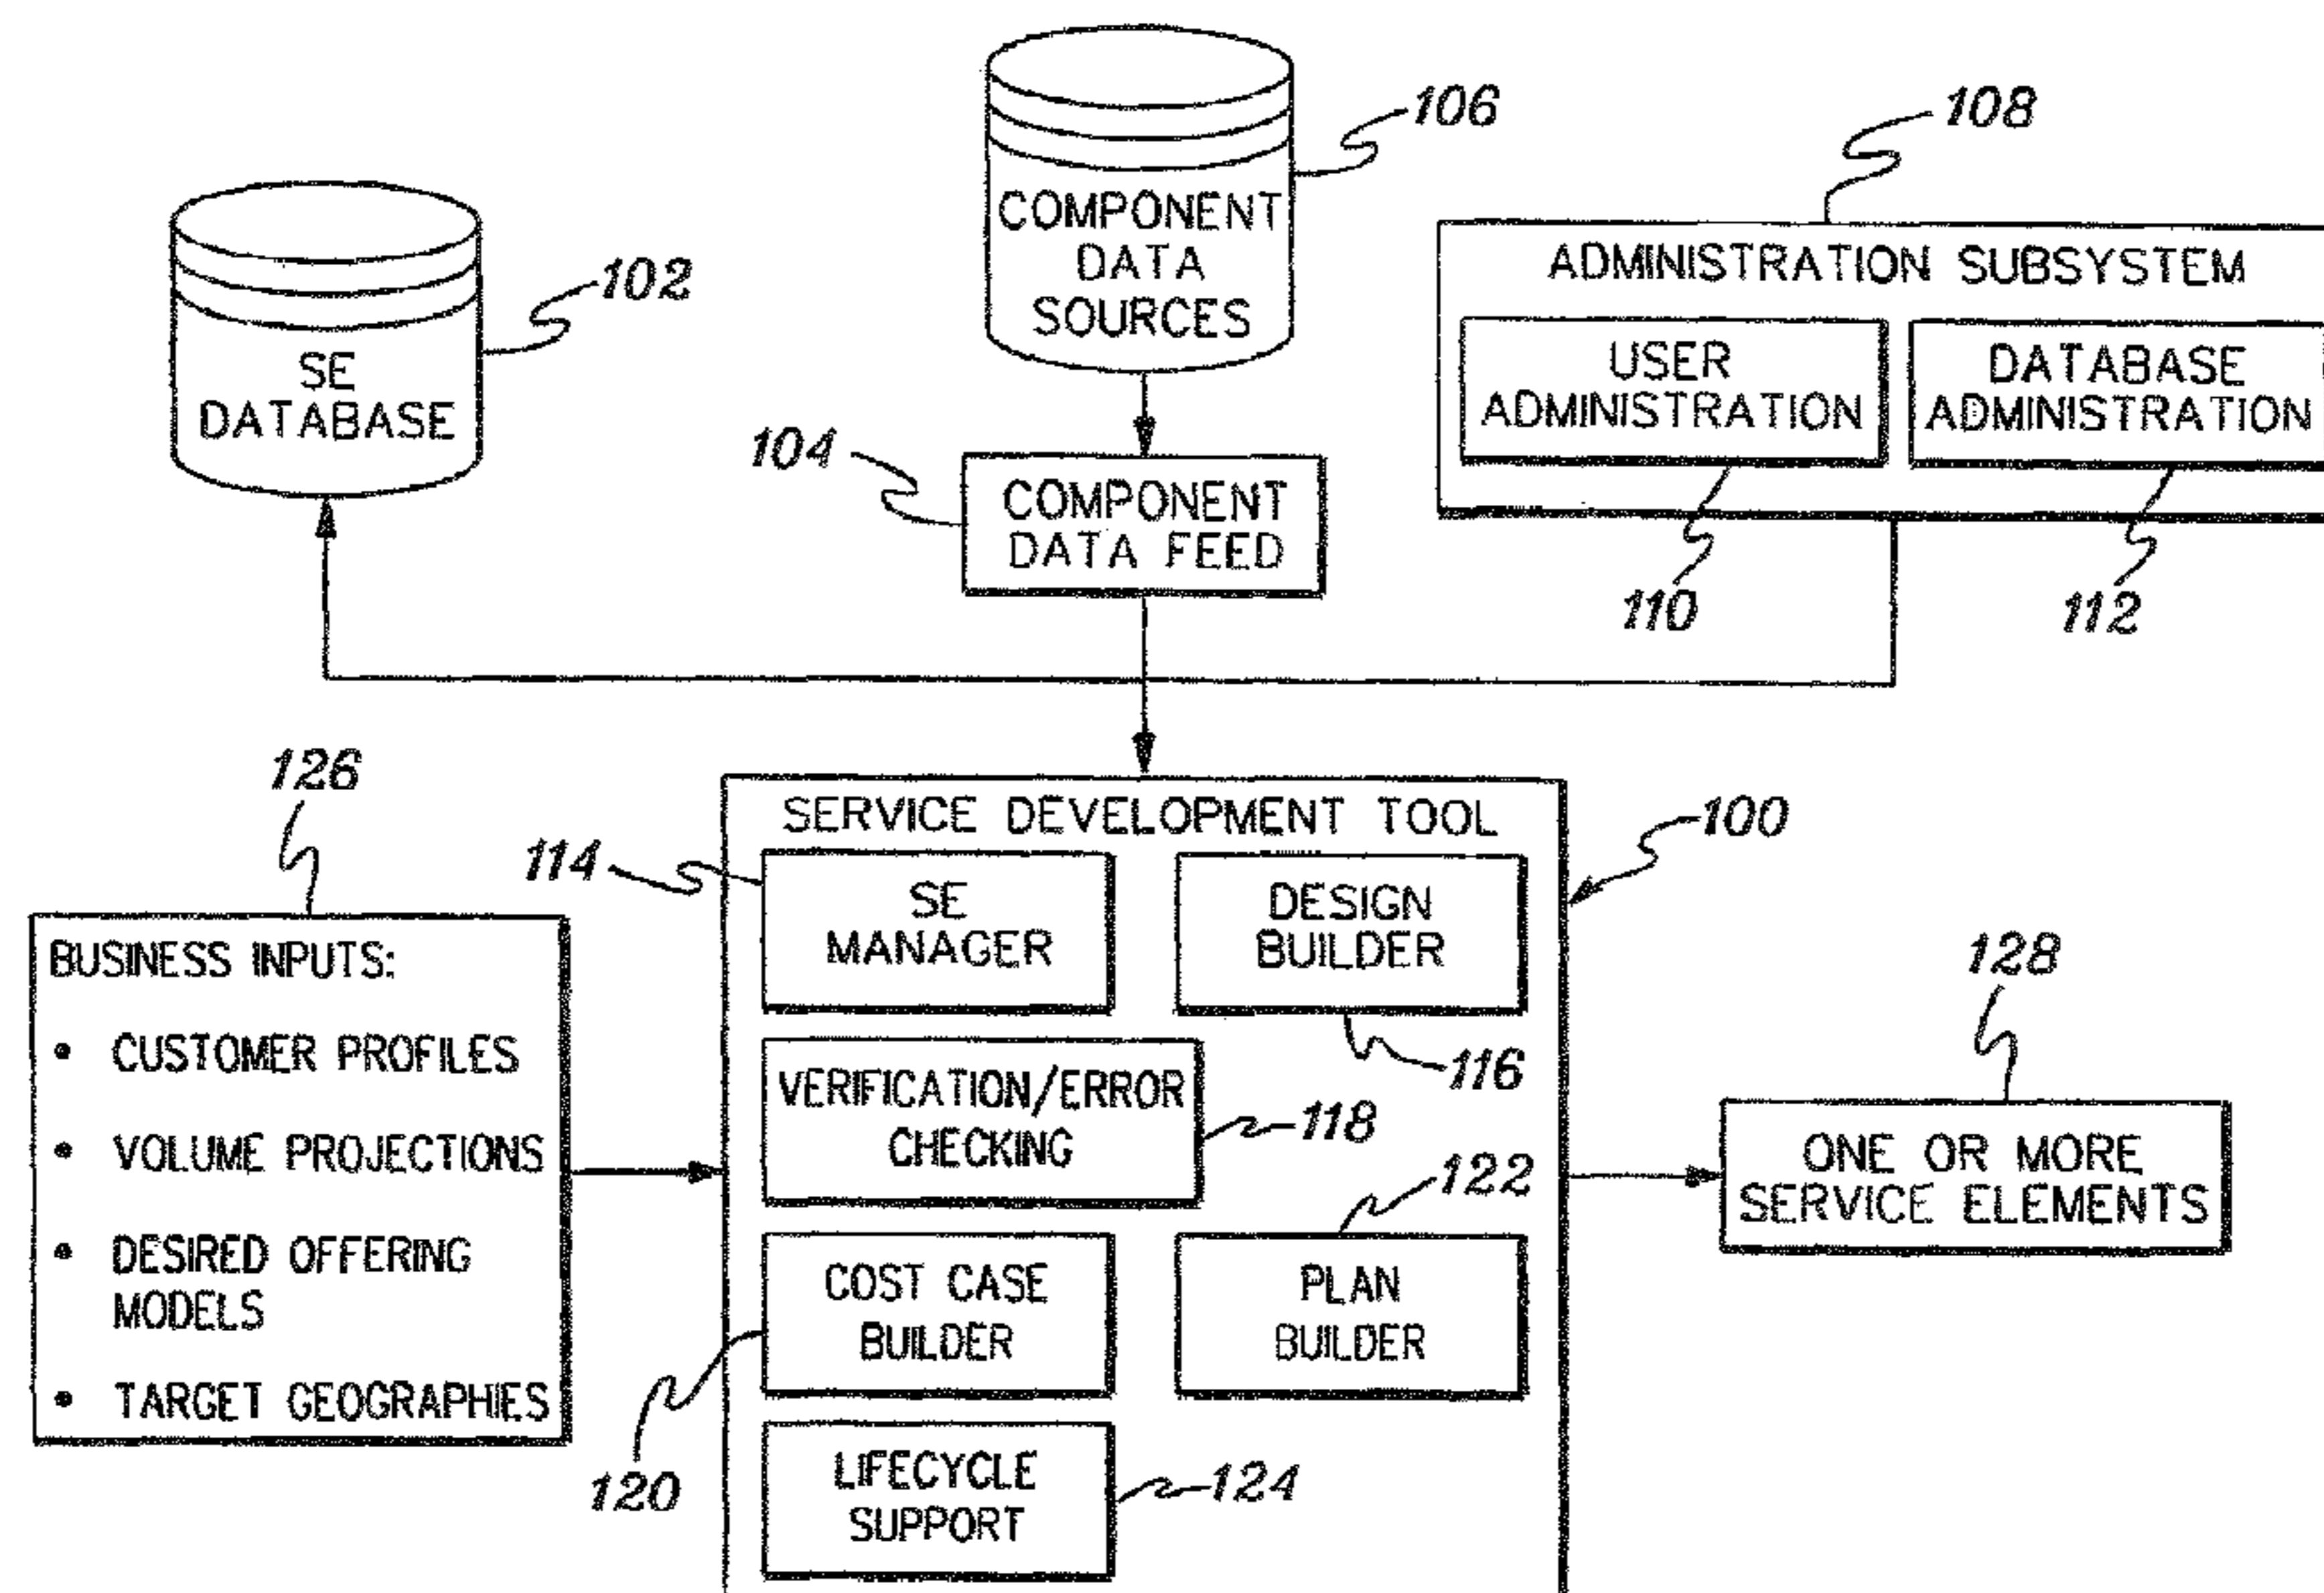 106
108
COMPONENT
DATA
SOURCES
ADMINISTRATION SUBSYSTEM
102
SE
DATABASE
USER
ADMINISTRATION
DATABASE
ADMINISTRATION
104
COMPONENT
DATA FEED
110
112
126
SERVICE DEVELOPMENT TOOL
100
114
SE
MANAGER
DESIGN
BUILDER
BUSINESS INPUTS:
• CUSTOMER PROFILES
• VOLUME PROJECTIONS
• DESIRED OFFERING
MODELS
• TARGET GEOGRAPHIES
116
VERIFICATION/ERROR
CHECKING
118
128
ONE OR MORE
SERVICE ELEMENTS
122
COST CASE
BUILDER
PLAN
BUILDER
120
LIFECYCLE
SUPPORT
124